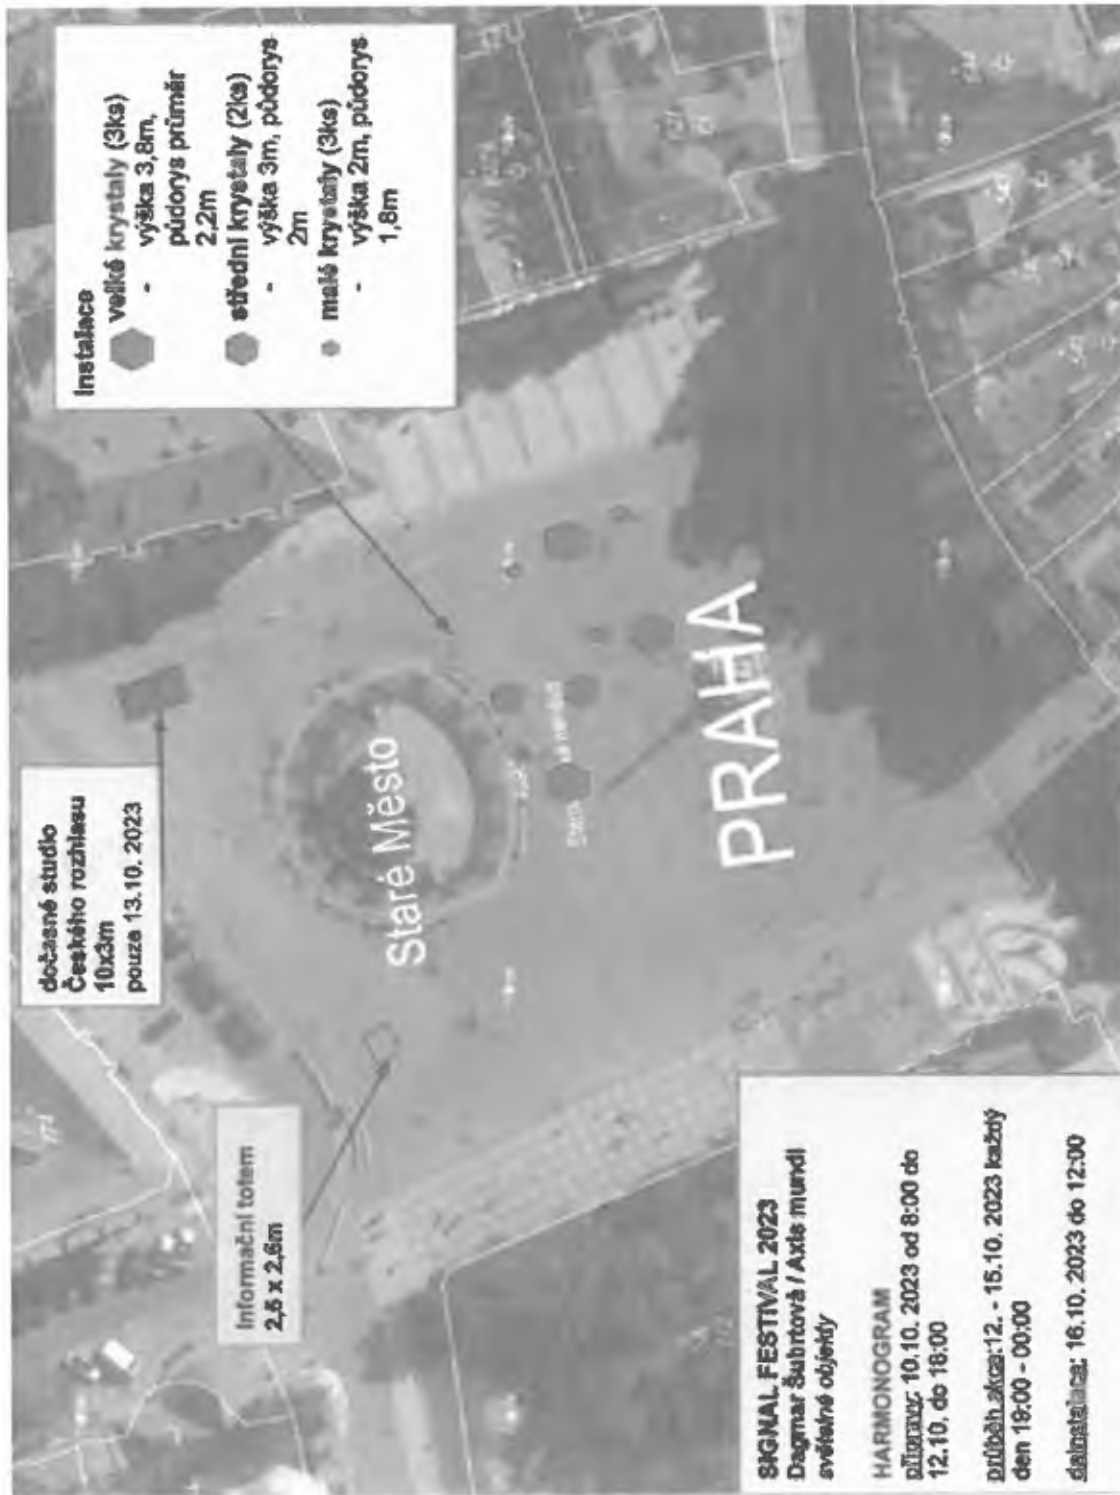 Instalace
velké krystaly (3ks)
- výška 3,8m,
půdorys průměr
2,2m
střední krystaly (2ks)
- výška 3m, půdorys
2m
malé krystaly (3ks)
- výška 2m, půdorys
1,8m
dočasné studio
Českého rozhlasu
10x3m
pouze 13.10. 2023
Informační totem
2,5 x 2,6m
Staré Město
PRAHA
SIGNAL FESTIVAL 2023
Dagmar Šubrtová / Axis mundi
světelné objekty
HARMONOGRAM
přípravy: 10.10. 2023 od 8:00 do
12.10. do 18:00
průběh akce:12. - 15.10. 2023 každý
den 19:00 - 00:00
deinstalace: 16.10. 2023 do 12:00